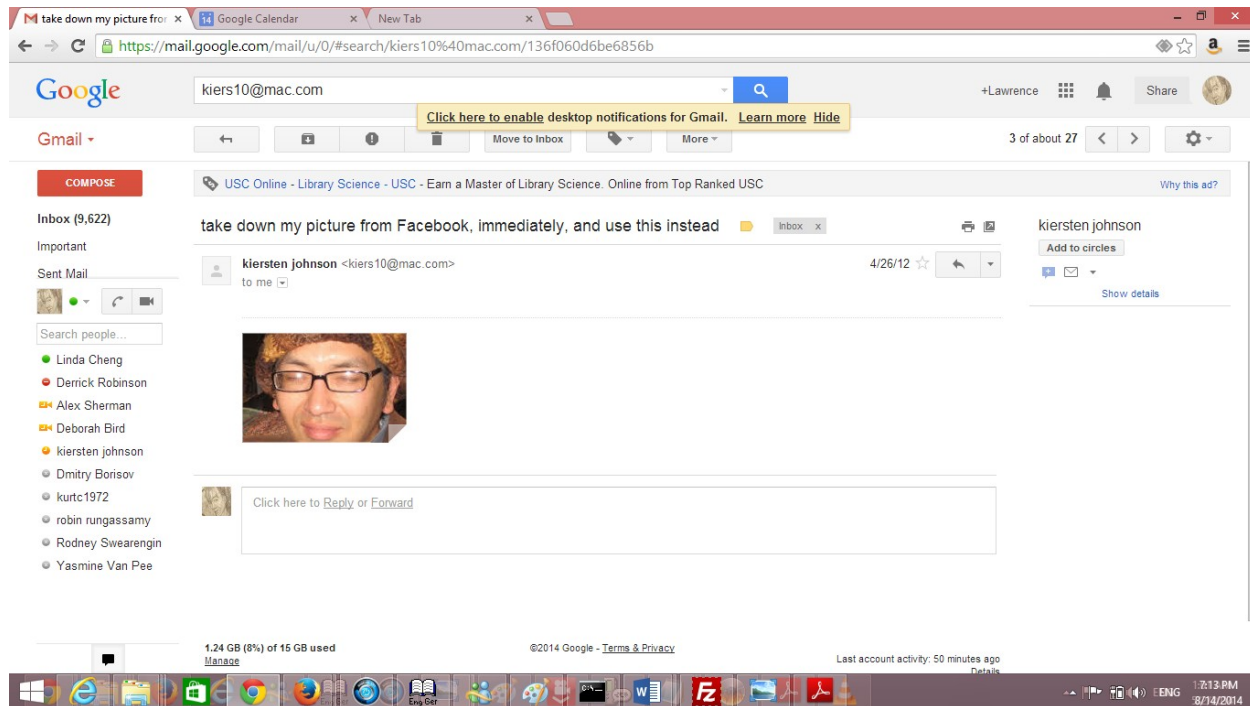 take down my picture fror
14 Google Calendar
New Tab
https://mail.google.com/mail/u/0/#search/kiers10%40mac.com/136f060d6be6856b
Google
kiers10@mac.com
+Lawrence
Share
Click here to enable desktop notifications for Gmail. Learn more Hide
Gmail
Move to Inbox
More
3 of about 27
COMPOSE
USC Online - Library Science - USC - Earn a Master of Library Science. Online from Top Ranked USC
Why this ad?
Inbox (9,622)
Important
Sent Mail
Search people...
Linda Cheng
Derrick Robinson
Alex Sherman
Deborah Bird
kiersten johnson
Dmitry Borisov
kurtc1972
robin rungassamy
Rodney Swearengin
Yasmine Van Pee
take down my picture from Facebook, immediately, and use this instead
Inbox x
kiersten johnson <kiers10@mac.com>
4/26/12
to me
Click here to Reply or Forward
kiersten johnson
Add to circles
Show details
1.24 GB (8%) of 15 GB used
Manage
©2014 Google - Terms & Privacy
Last account activity: 50 minutes ago
Details
Eng Ger
ENG
7:13 PM
8/14/2014